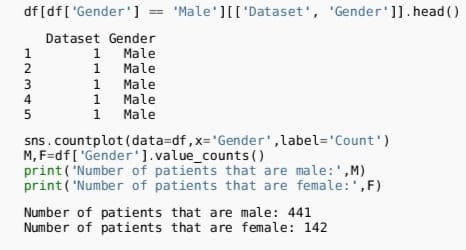 df[df['Gender'] == 'Male'][['Dataset', 'Gender']].head()
Dataset Gender
1 1 Male
2 1 Male
3 1 Male
4 1 Male
5 1 Male
sns.countplot(data=df,x='Gender',label='Count')
M,F=df['Gender'].value_counts()
print('Number of patients that are male:',M)
print('Number of patients that are female:',F)
Number of patients that are male: 441
Number of patients that are female: 142